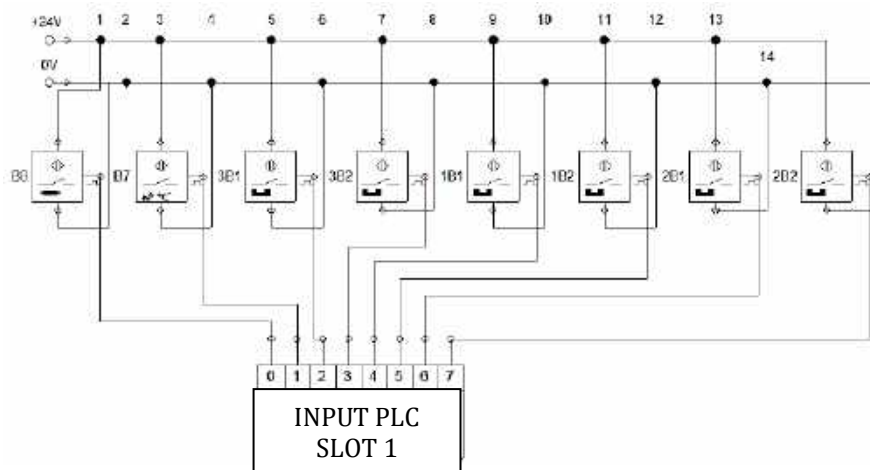 +24V 1 2 3 4 5 6 7 8 9 10 11 12 13
0V 14
B8 B7 3B1 3B2 1B1 1B2 2B1 2B2
0 1 2 3 4 5 6 7
INPUT PLC
SLOT 1